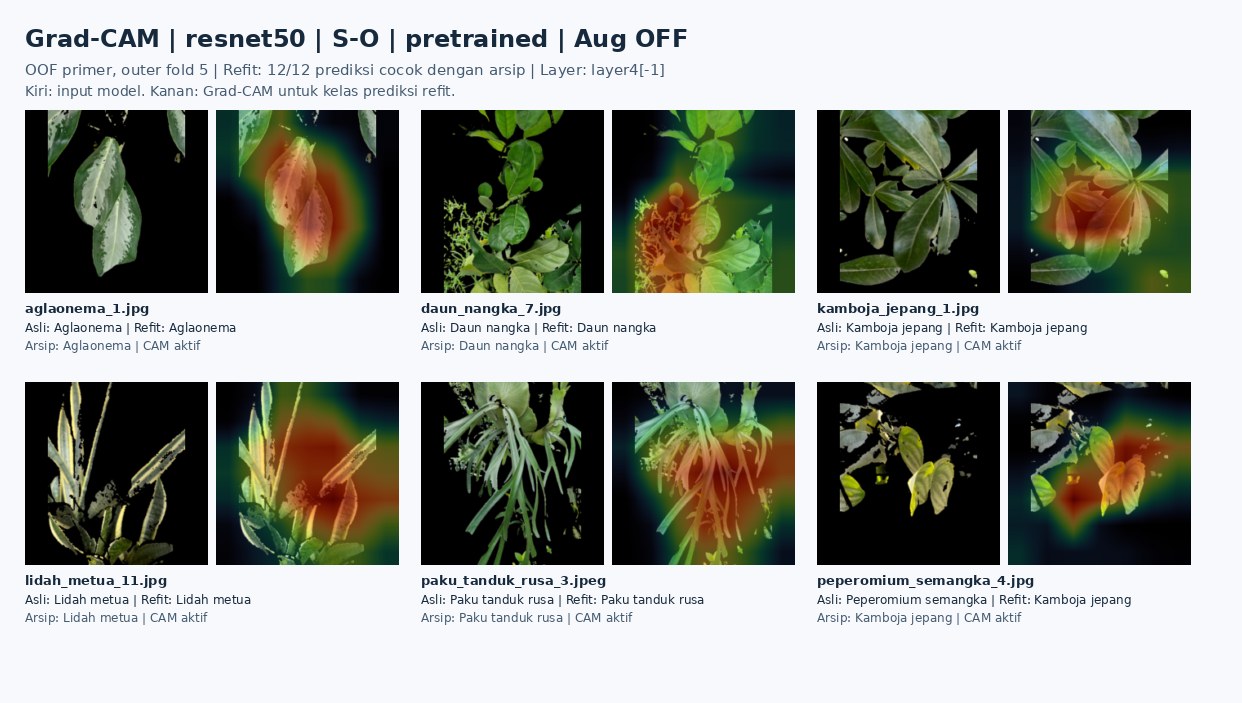 Grad-CAM | resnet50 | S-O | pretrained | Aug OFF
OOF primer, outer fold 5 | Refit: 12/12 prediksi cocok dengan arsip | Layer: layer4[-1]
Kiri: input model. Kanan: Grad-CAM untuk kelas prediksi refit.
aglaonema_1.jpg
Asli: Aglaonema | Refit: Aglaonema
Arsip: Aglaonema | CAM aktif
daun_nangka_7.jpg
Asli: Daun nangka | Refit: Daun nangka
Arsip: Daun nangka | CAM aktif
kamboja_jepang_1.jpg
Asli: Kamboja jepang | Refit: Kamboja jepang
Arsip: Kamboja jepang | CAM aktif
lidah_metua_11.jpg
Asli: Lidah metua | Refit: Lidah metua
Arsip: Lidah metua | CAM aktif
paku_tanduk_rusa_3.jpeg
Asli: Paku tanduk rusa | Refit: Paku tanduk rusa
Arsip: Paku tanduk rusa | CAM aktif
peperomium_semangka_4.jpg
Asli: Peperomium semangka | Refit: Kamboja jepang
Arsip: Kamboja jepang | CAM aktif